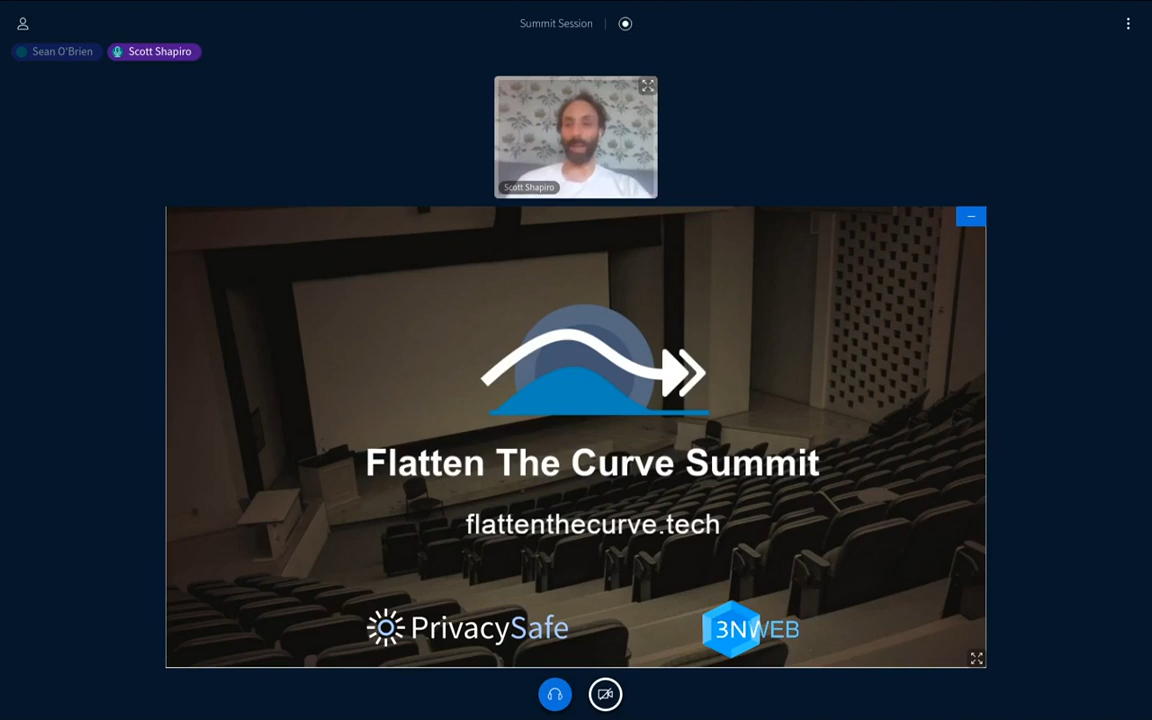 Summit Session
Sean O'Brien
Scott Shapiro
Scott Shapiro
Flatten The Curve Summit
flattenthecurve.tech
PrivacySafe
3NWEB